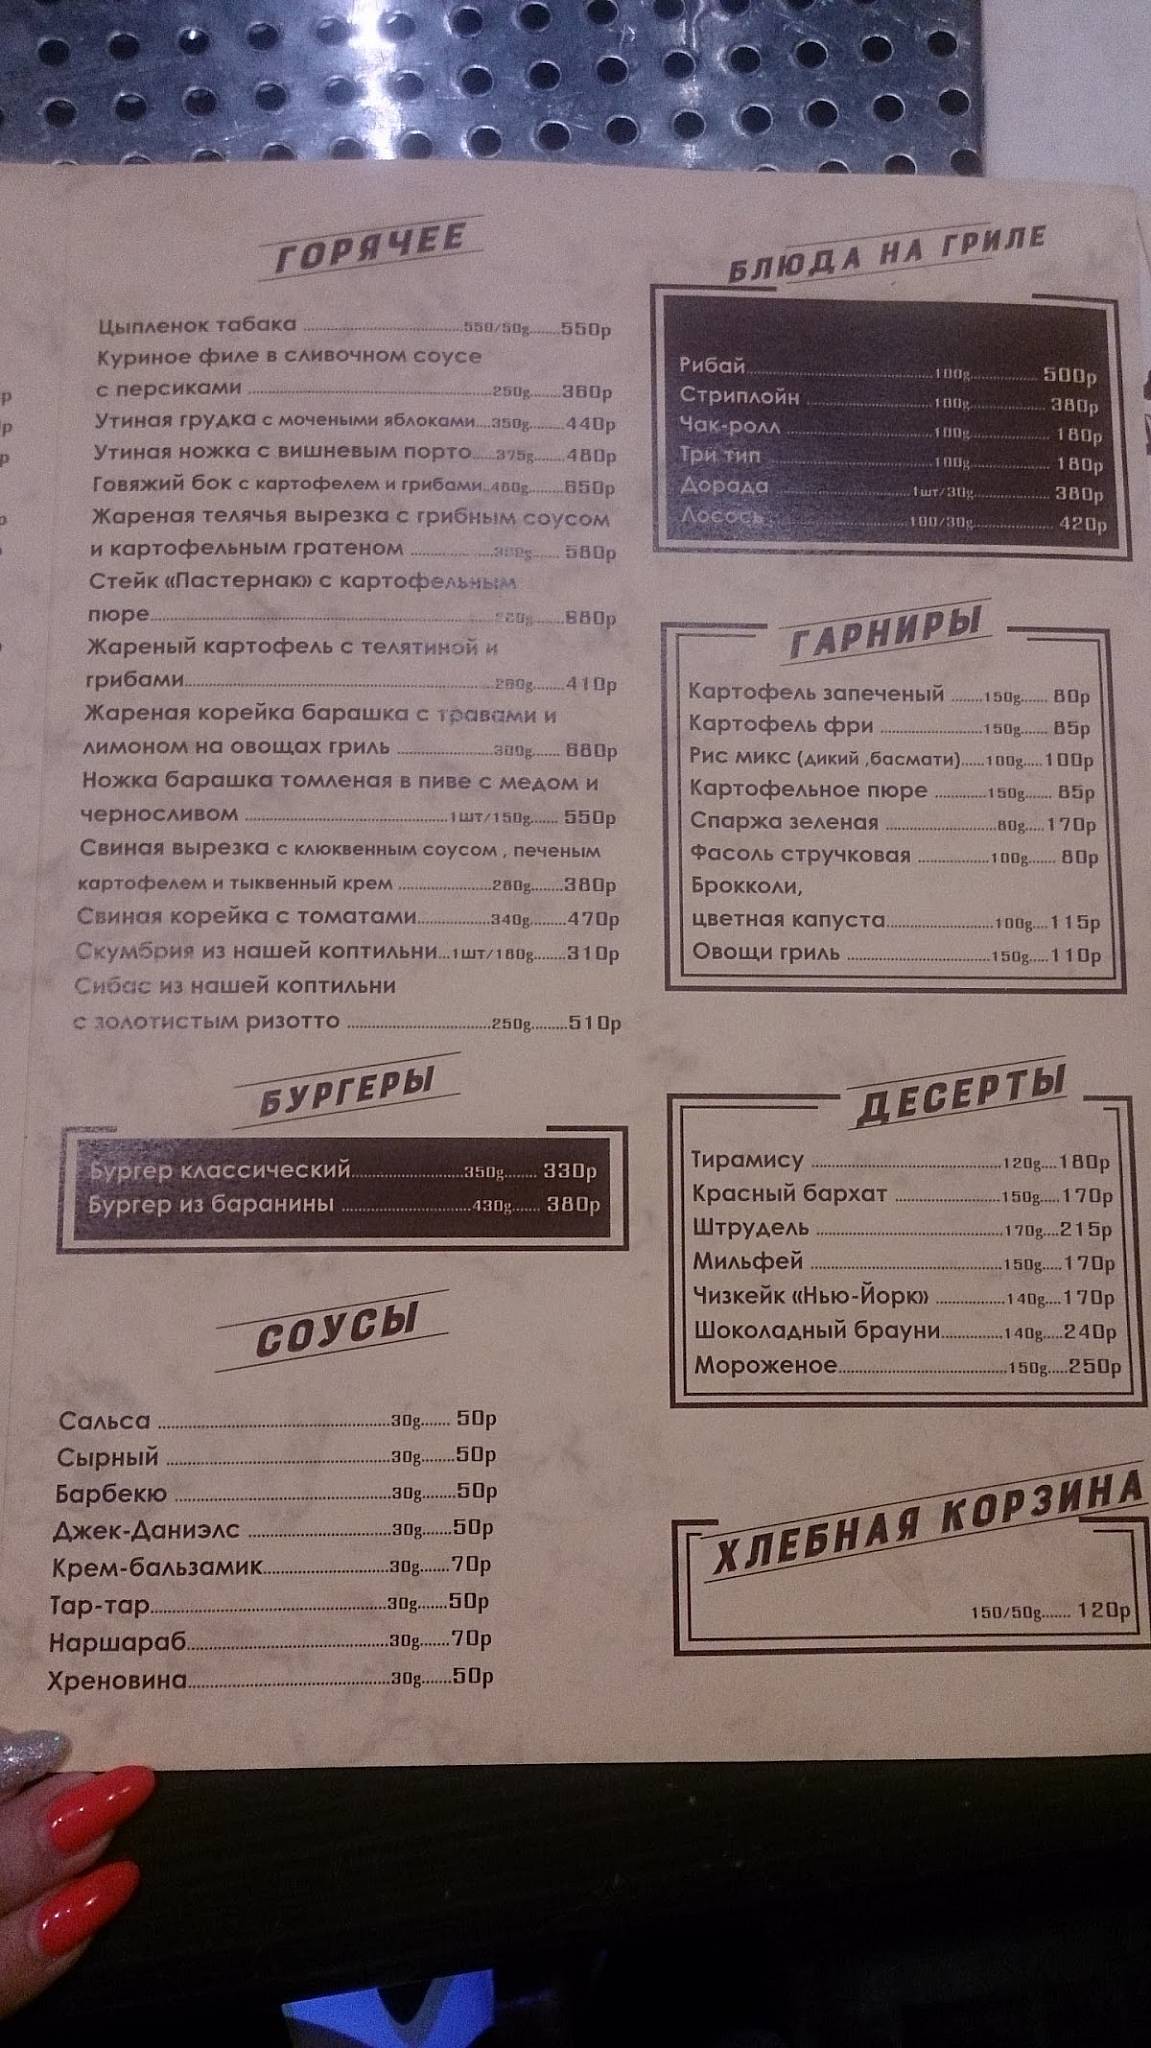 ГОРЯЧЕЕ
Цыпленок табака 550/50g 550р
Куриное филе в сливочном соусе
с персиками 250g 360р
Утиная грудка с мочеными яблоками 350g 440р
Утиная ножка с вишневым порто 375g 480р
Говяжий бок с картофелем и грибами 650р
Жареная телячья вырезка с грибным соусом
и картофельным гратеном 580р
Стейк «Пастернак» с картофельным
пюре
Жареный картофель с телятиной и
грибами 280g 410р
Жареная корейка барашка с травами и
лимоном на овощах гриль 300g
Ножка барашка томленая в пиве с медом и
черносливом 1шт/150g 550р
Свиная вырезка с клюквенным соусом , печеным
картофелем и тыквенный крем 280g 380р
Свиная корейка с томатами 340g 470р
Скумбрия из нашей коптильни 1шт/180g 310р
Сибас из нашей коптильни
с золотистым ризотто 250g 510р
БУРГЕРЫ
Бургер классический 350g 330р
Бургер из баранины 430g 380р
СОУСЫ
Сальса 30g 50р
Сырный 30g 50р
Барбекю 30g 50р
Джек-Даниэлс 30g 50р
Крем-бальзамик 30g 70р
Тар-тар 30g 50р
Наршараб 30g 70р
Хреновина 30g 50р
БЛЮДА НА ГРИЛЕ
Рибай 100g 500р
Стриплойн 100g 380р
Чак-ролл 100g 180р
Три тип 100g 180р
Дорада 1шт/30g 380р
Лосось 100/30g 420р
ГАРНИРЫ
Картофель запеченый 150g 80р
Картофель фри 150g 85р
Рис микс (дикий ,басмати) 100g 100р
Картофельное пюре 150g 85р
Спаржа зеленая 80g 170р
Фасоль стручковая 100g 80р
Брокколи,
цветная капуста 100g 115р
Овощи гриль 150g 110р
ДЕСЕРТЫ
Тирамису 120g 180р
Красный бархат 150g 170р
Штрудель 170g 215р
Мильфей 150g 170р
Чизкейк «Нью-Йорк» 140g 170р
Шоколадный брауни 140g 240р
Мороженое 150g 250р
ХЛЕБНАЯ КОРЗИНА
150/50g 120р